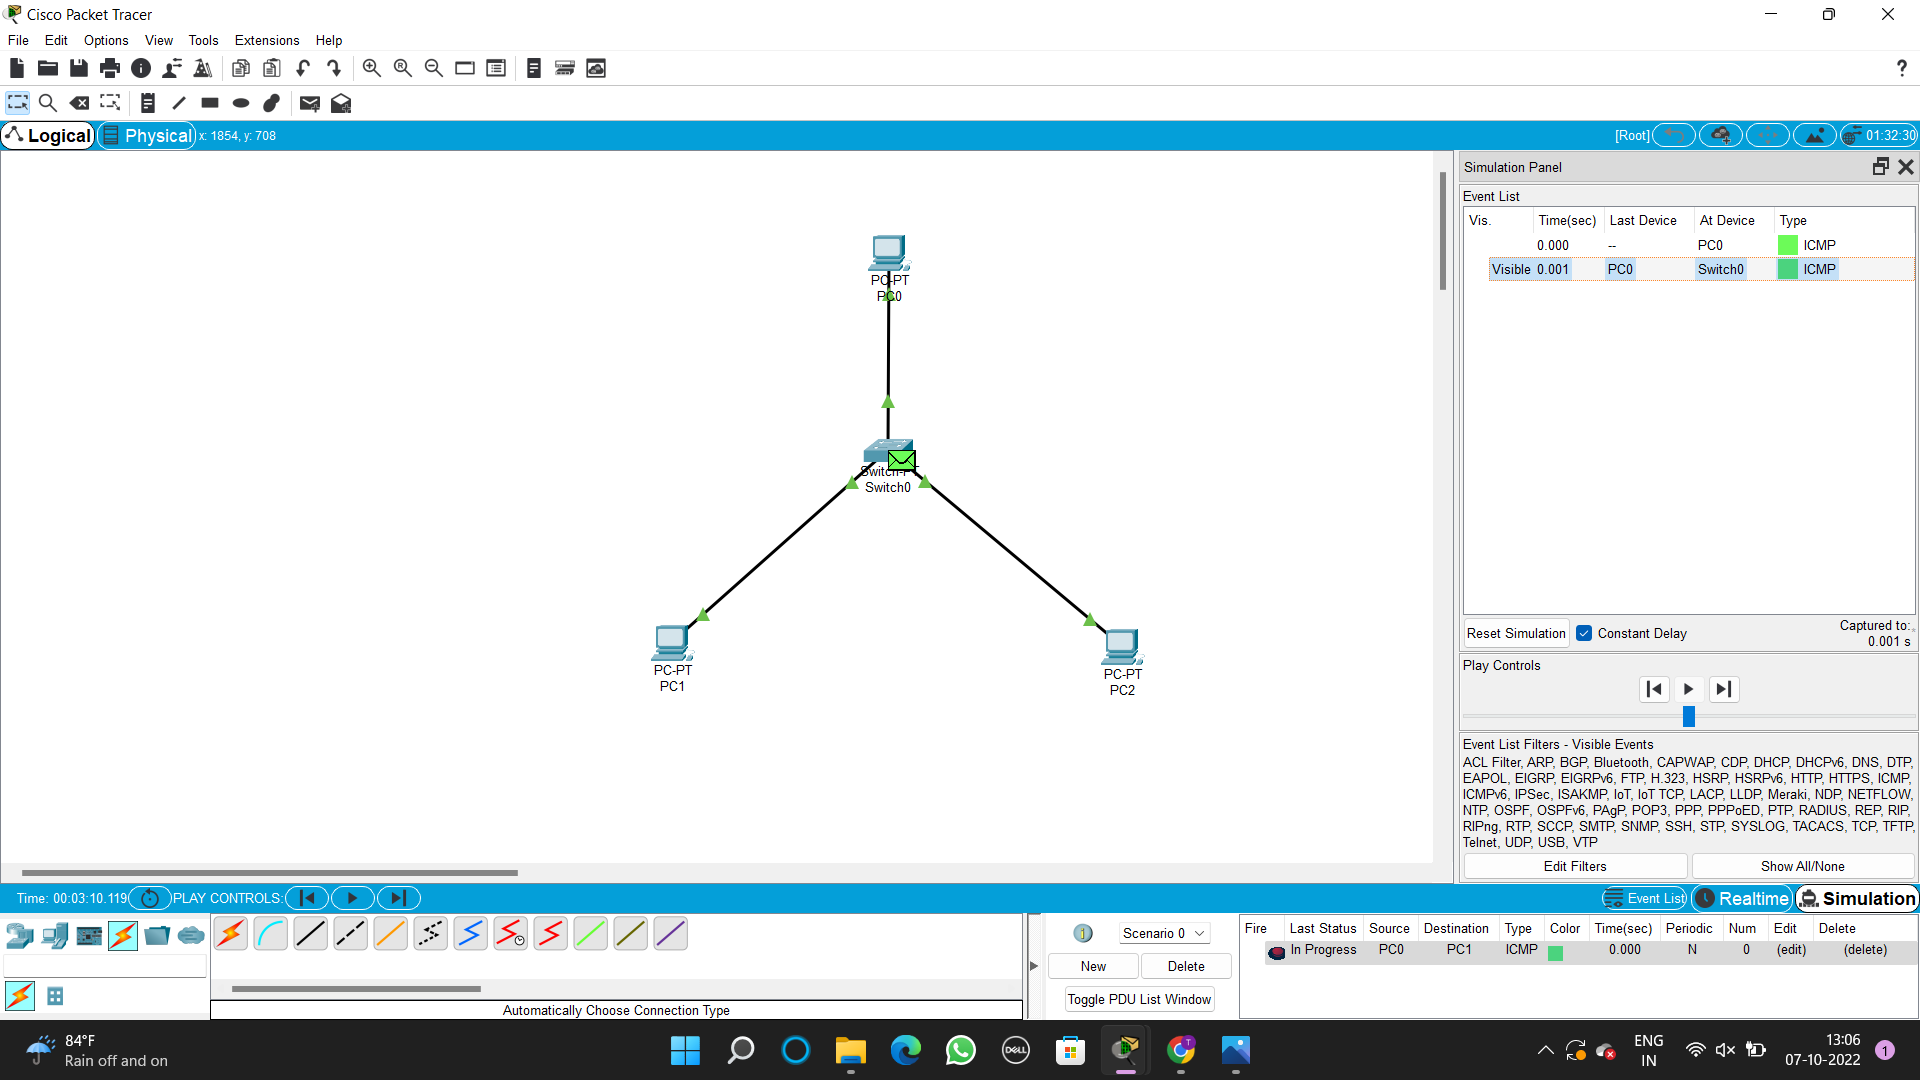 Cisco Packet Tracer
File Edit Options View Tools Extensions Help
Logical Physical x: 1854, y: 708 [Root] 01:32:30
Simulation Panel
Event List
Vis. Time(sec) Last Device At Device Type
0.000 -- PC0 ICMP
Visible 0.001 PC0 Switch0 ICMP
PC-PT
PC0
Switch-PT
Switch0
PC-PT
PC1
PC-PT
PC2
Reset Simulation Constant Delay Captured to:
0.001 s
Play Controls
Event List Filters - Visible Events
ACL Filter, ARP, BGP, Bluetooth, CAPWAP, CDP, DHCP, DHCPv6, DNS, DTP,
EAPOL, EIGRP, EIGRPv6, FTP, H.323, HSRP, HSRPv6, HTTP, HTTPS, ICMP,
ICMPv6, IPSec, ISAKMP, IoT, IoT TCP, LACP, LLDP, Meraki, NDP, NETFLOW,
NTP, OSPF, OSPFv6, PAgP, POP3, PPP, PPPoED, PTP, RADIUS, REP, RIP,
RIPng, RTP, SCCP, SMTP, SNMP, SSH, STP, SYSLOG, TACACS, TCP, TFTP,
Telnet, UDP, USB, VTP
Edit Filters Show All/None
Time: 00:03:10.119 PLAY CONTROLS: Event List Realtime Simulation
Scenario 0
New Delete
Toggle PDU List Window
Fire Last Status Source Destination Type Color Time(sec) Periodic Num Edit Delete
In Progress PC0 PC1 ICMP 0.000 N 0 (edit) (delete)
Automatically Choose Connection Type
84°F
Rain off and on
DELL
T
ENG
IN
13:06
07-10-2022
1